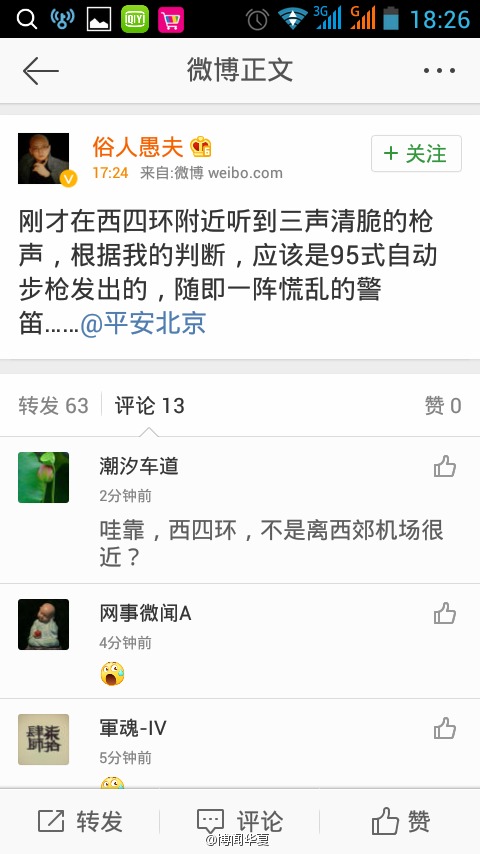 iQIY
3G
G
18:26
微博正文
俗人愚夫
+ 关注
17:24 来自:微博 weibo.com
刚才在西四环附近听到三声清脆的枪
声，根据我的判断，应该是95式自动
步枪发出的，随即一阵慌乱的警
笛……@平安北京
转发 63
评论 13
赞 0
潮汐车道
2分钟前
哇靠，西四环，不是离西郊机场很
近？
网事微闻A
4分钟前
軍魂-IV
5分钟前
转发
评论
赞
@博闻华夏